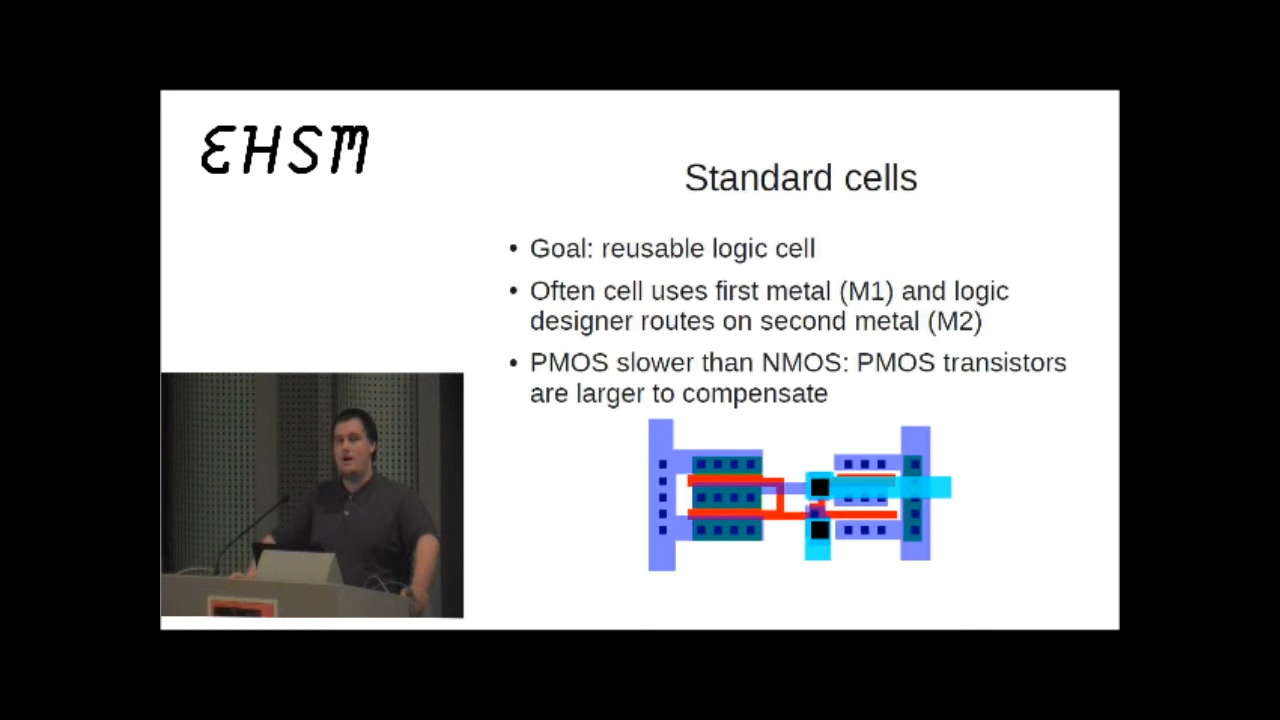 EHSM
Standard cells
• Goal: reusable logic cell
• Often cell uses first metal (M1) and logic
designer routes on second metal (M2)
• PMOS slower than NMOS: PMOS transistors
are larger to compensate